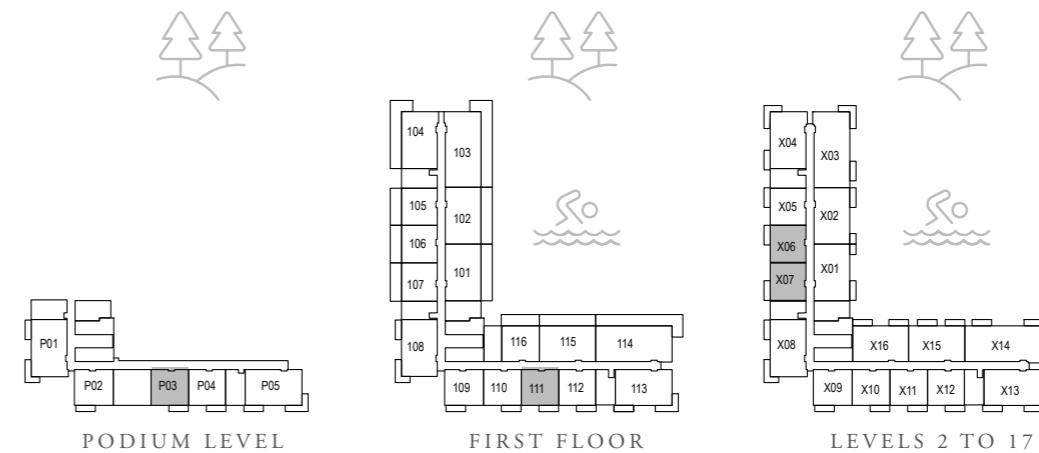 P01
P02
P03
P04
P05
PODIUM LEVEL
104
103
105
102
106
101
107
108
116
115
114
109
110
111
112
113
FIRST FLOOR
X04
X03
X05
X02
X06
X01
X07
X08
X16
X15
X14
X09
X10
X11
X12
X13
LEVELS 2 TO 17